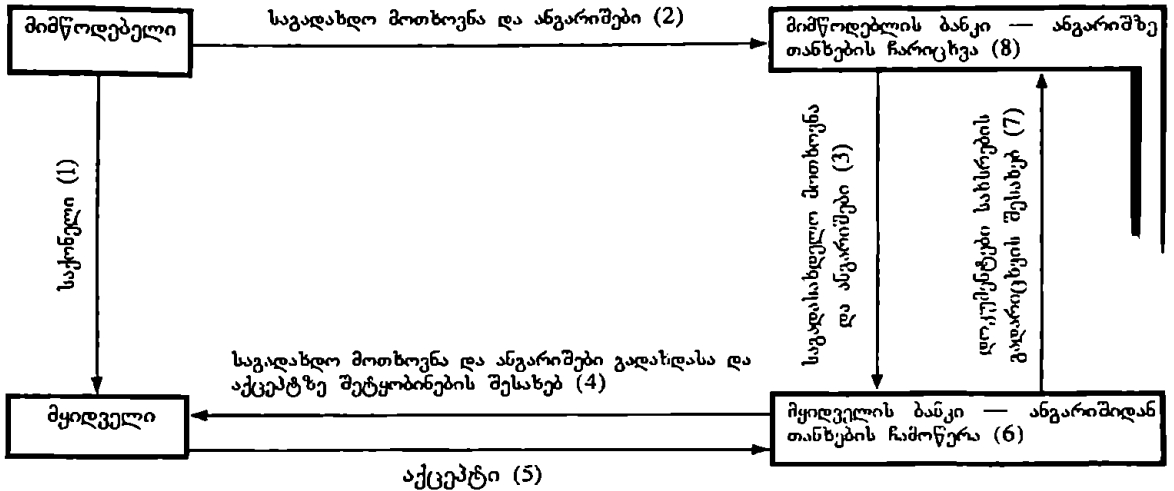 საგადახდო მოთხოვნა და ანგარიშები (2)
მიმწოდებელი
მიმწოდებლის ბანკი — ანგარიშზე
თანხების ჩარიცხვა (8)
საქონელი (1)
საგადასახდელო მოთხოვნა
და ანგარიშები (3)
დოკუმენტები სახსრების
გადარიცხვის შესახებ (7)
საგადახდო მოთხოვნა და ანგარიშები გადახდასა და
აქცეპტზე შეტყობინების შესახებ (4)
მყიდველი
მყიდველის ბანკი — ანგარიშიდან
თანხების ჩამოწერა (6)
აქცეპტი (5)